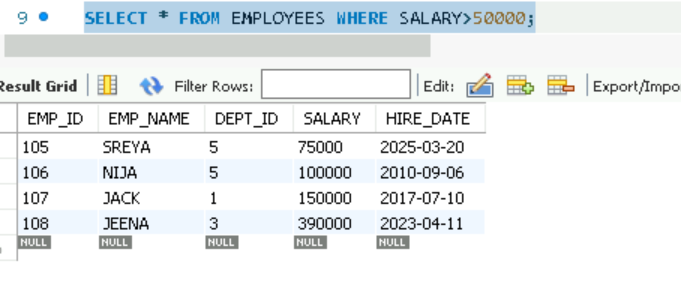 9 SELECT * FROM EMPLOYEES WHERE SALARY>50000;
Result Grid Filter Rows: Edit: Export/Impo
EMP_ID EMP_NAME DEPT_ID SALARY HIRE_DATE
105 SREYA 5 75000 2025-03-20
106 NIJA 5 100000 2010-09-06
107 JACK 1 150000 2017-07-10
108 JEENA 3 390000 2023-04-11
NULL NULL NULL NULL NULL